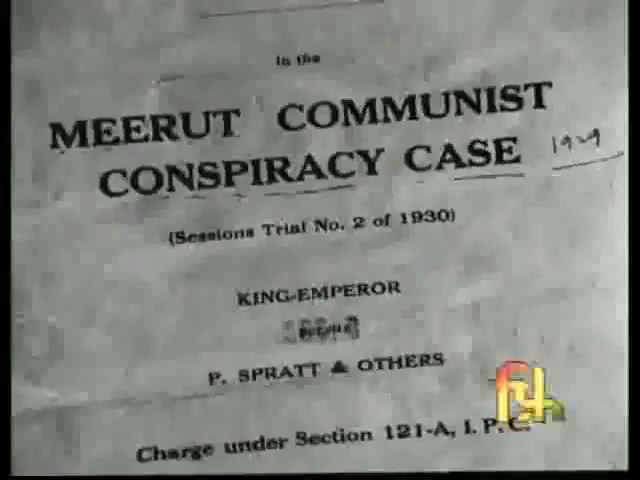 In the
MEERUT COMMUNIST
CONSPIRACY CASE 1929
(Sessions Trial No. 2 of 1930)
KING-EMPEROR
P. SPRATT & OTHERS
Charge under Section 121-A, I. P. C.